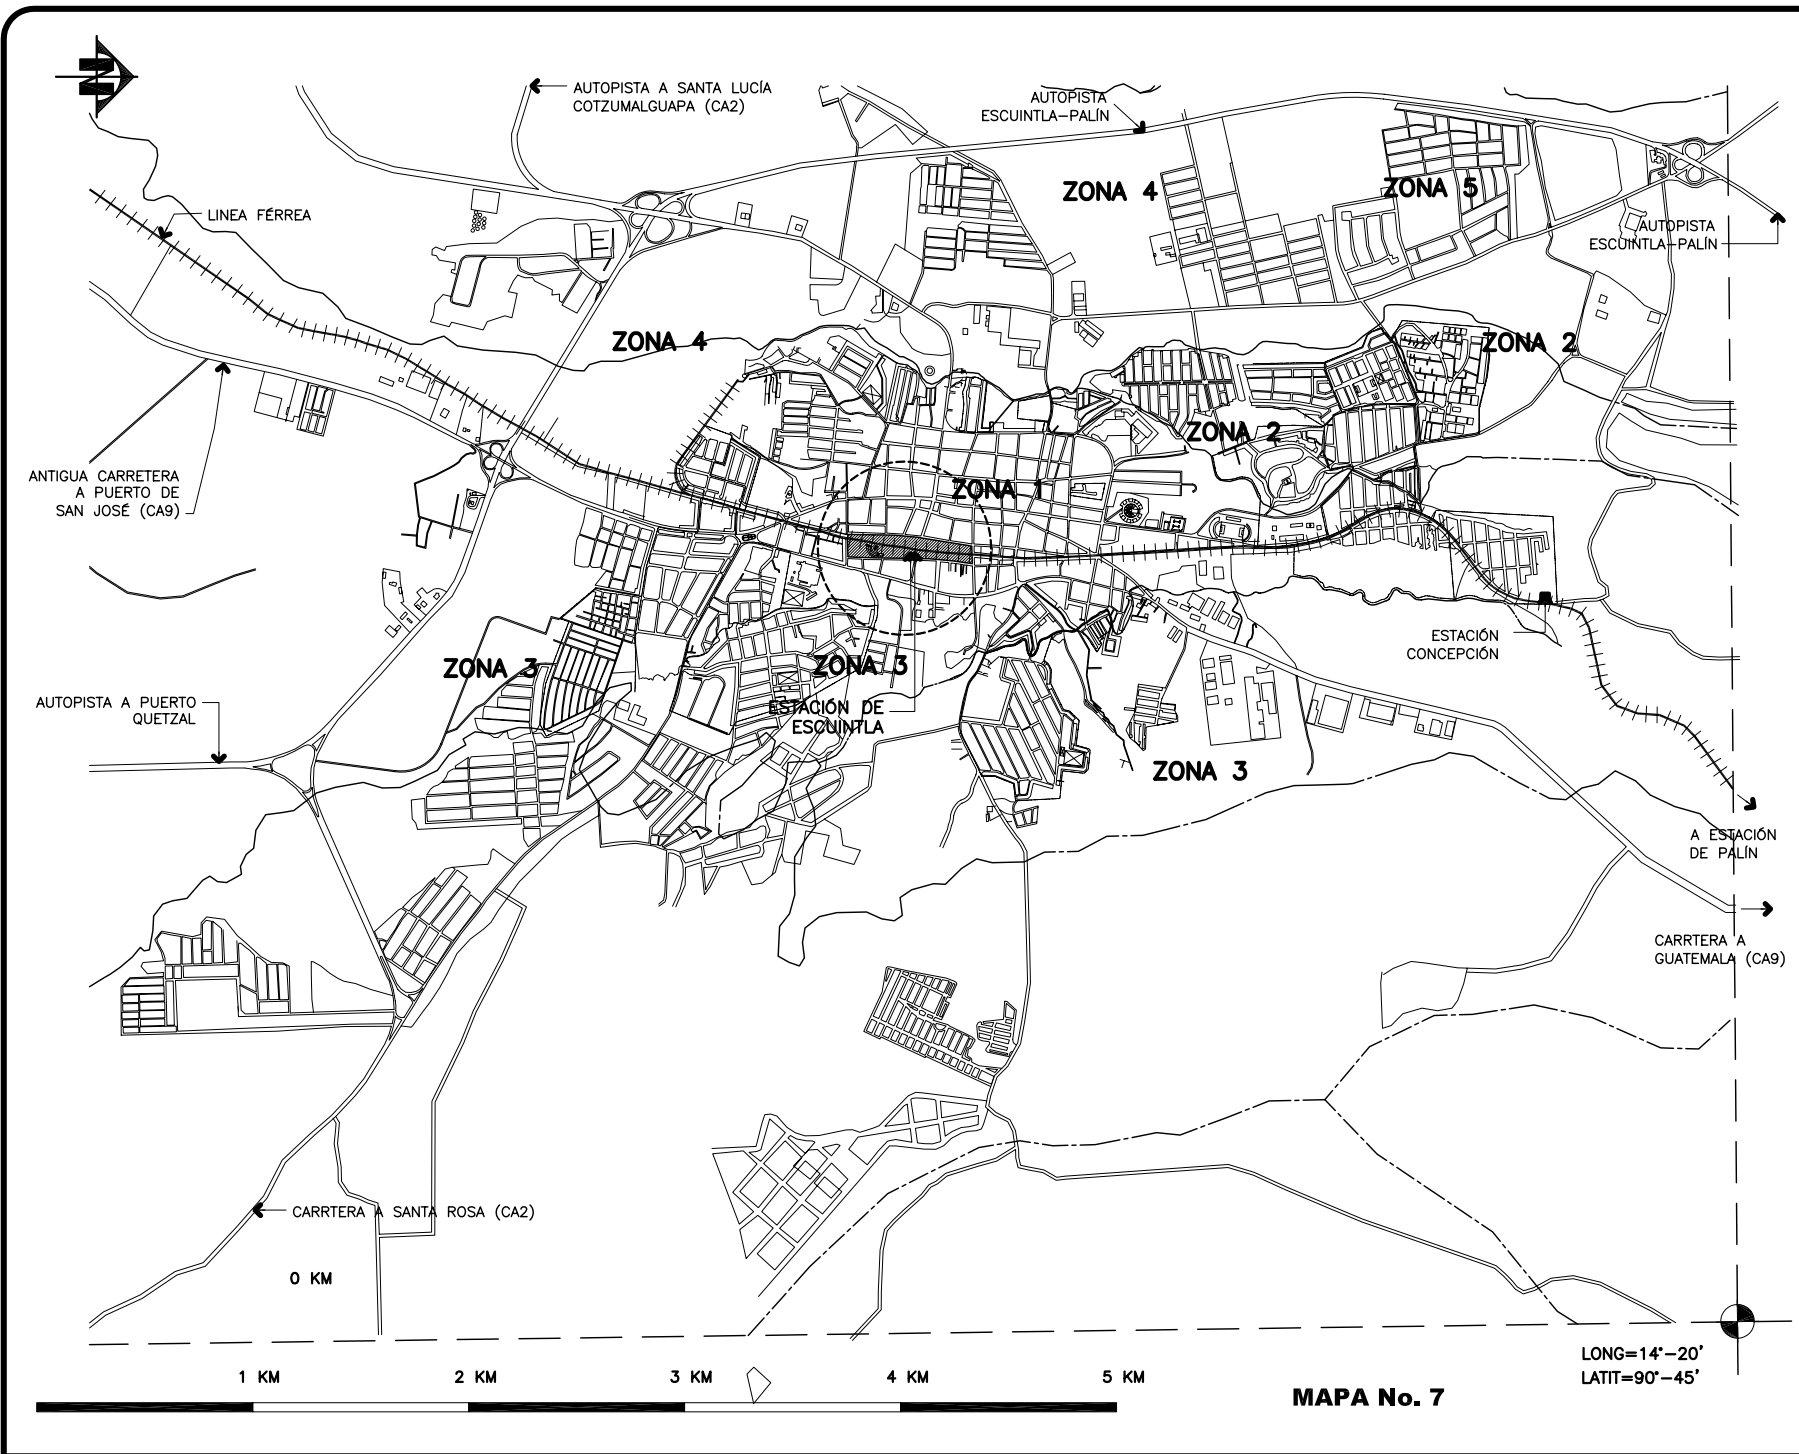 N
AUTOPISTA A SANTA LUCÍA
COTZUMALGUAPA (CA2)
AUTOPISTA
ESCUINTLA-PALÍN
ZONA 4
ZONA 5
LINEA FÉRREA
AUTOPISTA
ESCUINTLA-PALÍN
ZONA 4
ZONA 2
ZONA 2
ANTIGUA CARRETERA
A PUERTO DE
SAN JOSÉ (CA9)
ZONA 1
ESTACIÓN
CONCEPCIÓN
ZONA 3
ZONA 3
AUTOPISTA A PUERTO
QUETZAL
ESTACIÓN DE
ESCUINTLA
ZONA 3
A ESTACIÓN
DE PALÍN
CARRTERA A
GUATEMALA (CA9)
CARRTERA A SANTA ROSA (CA2)
0 KM
1 KM
2 KM
3 KM
4 KM
5 KM
LONG=14°-20'
LATIT=90°-45'
MAPA No. 7